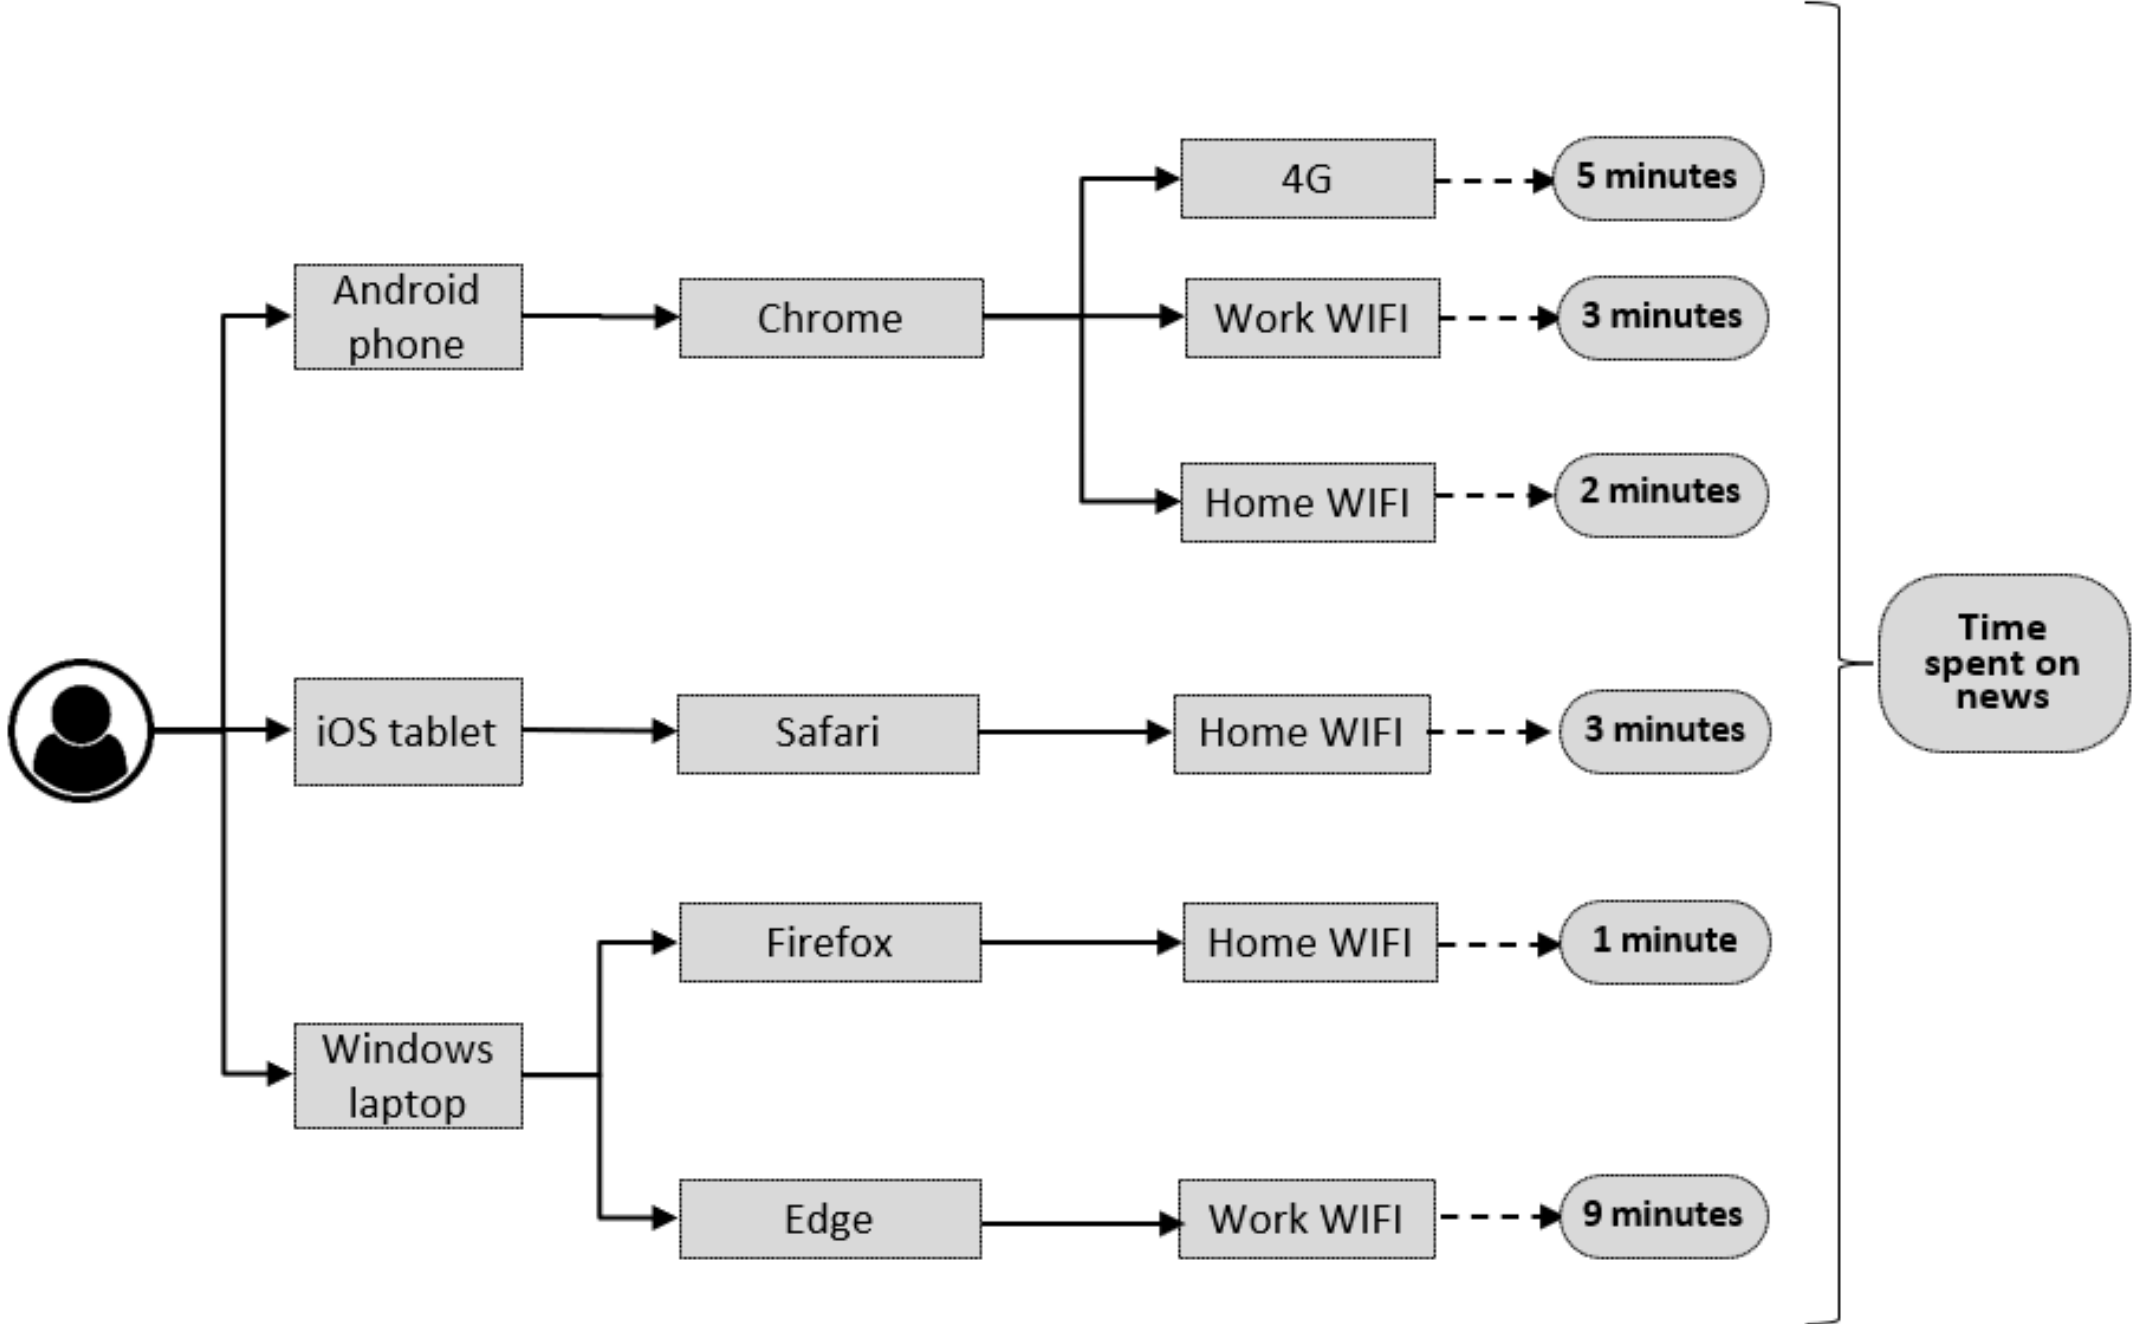 4G
5 minutes
Android
phone
Chrome
Work WIFI
3 minutes
Home WIFI
2 minutes
Time
spent on
news
iOS tablet
Safari
Home WIFI
3 minutes
Firefox
Home WIFI
1 minute
Windows
laptop
Edge
Work WIFI
9 minutes